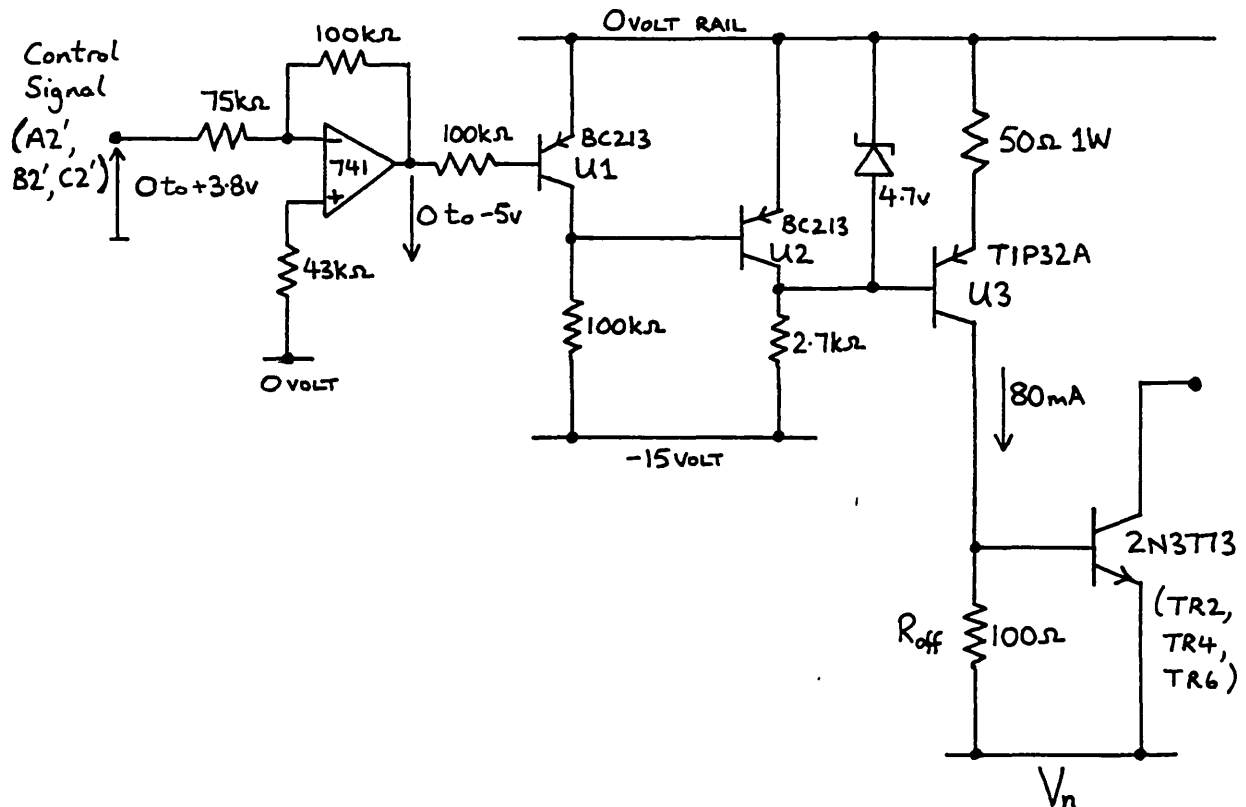 0 VOLT RAIL
Control
Signal
(A2',
B2', C2')
0 to +3.8v
75kΩ
100kΩ
-
741
+
43kΩ
0 VOLT
0 to -5v
100kΩ
BC213
U1
100kΩ
BC213
U2
2.7kΩ
-15 VOLT
4.7v
50Ω 1W
TIP32A
U3
80mA
2N3773
(TR2,
TR4,
TR6)
Roff
100Ω
Vn